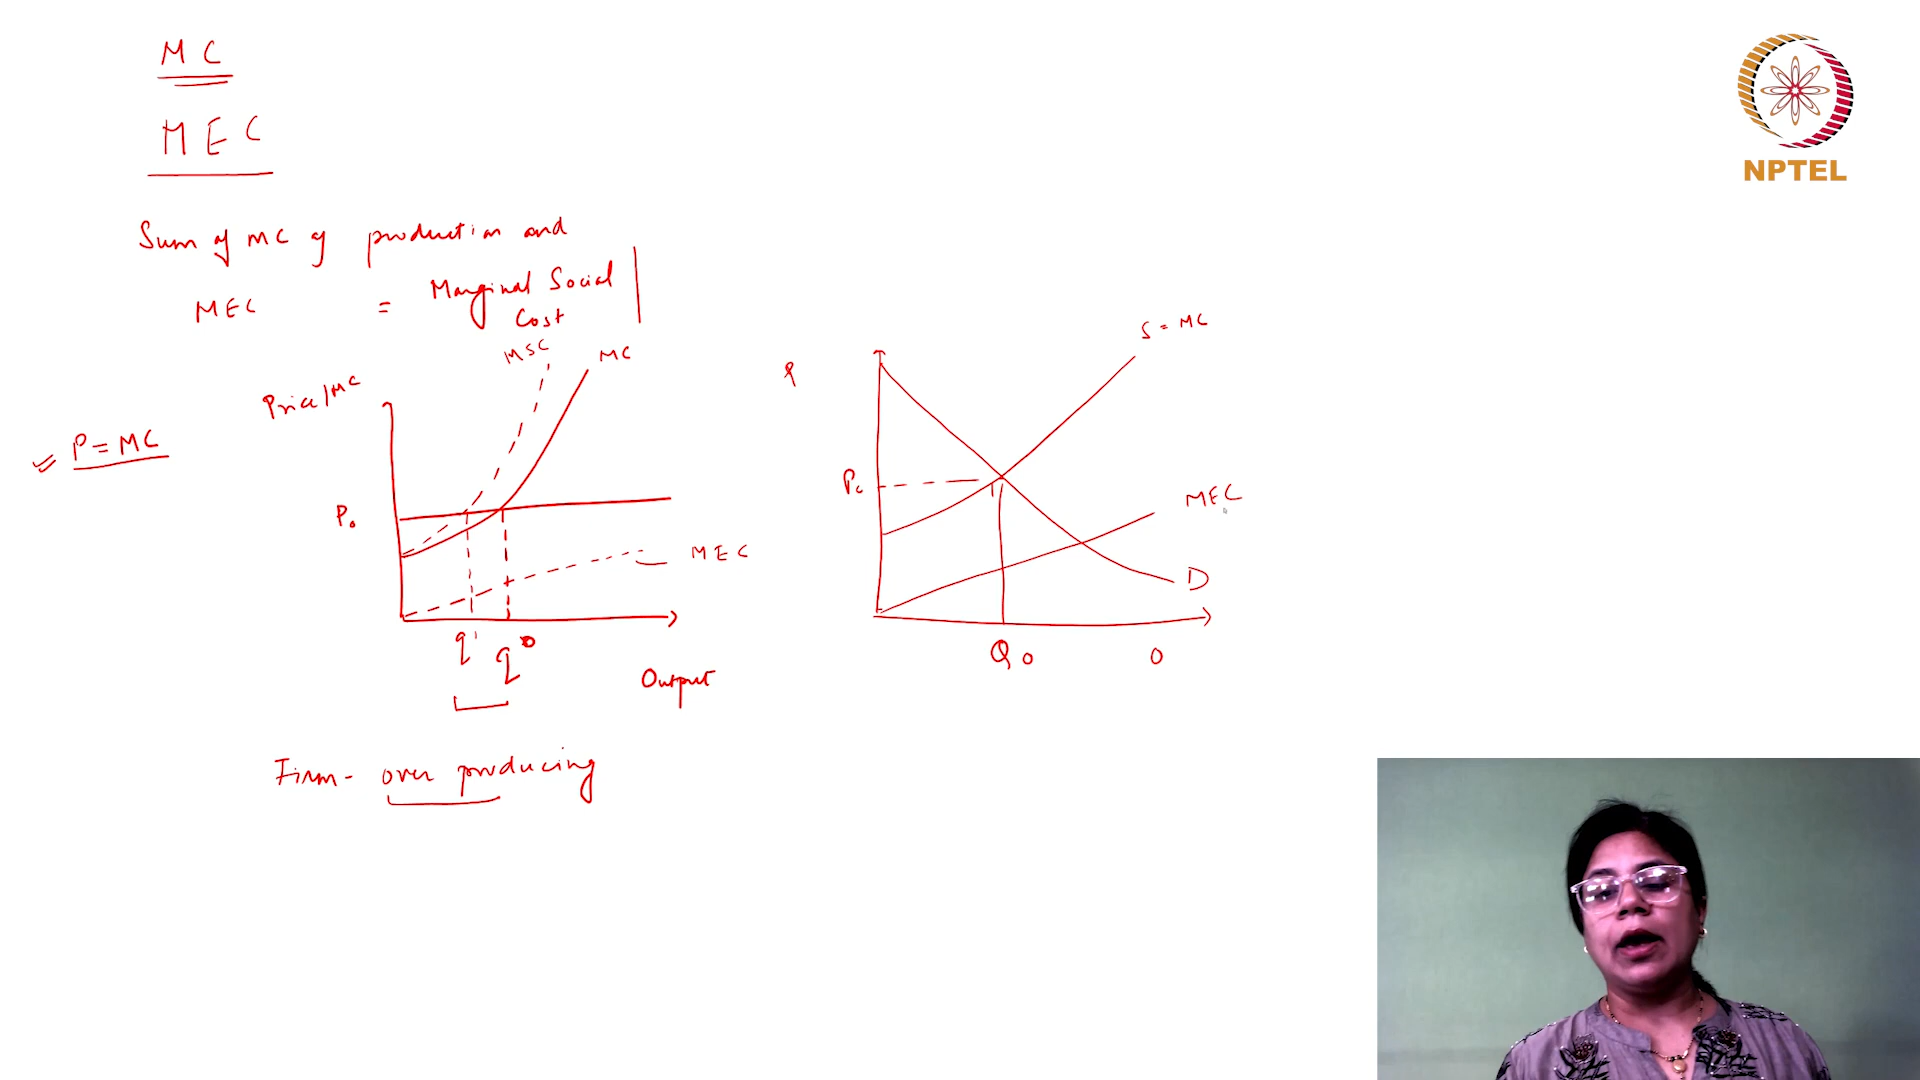 MC
MEC
Sum of MC of production and
MEC = Marginal Social
Cost
MSC
MC
Price/MC
P = MC
P₀
MEC
q'
q⁰
Output
Firm - over producing
S = MC
P
P₀
MEC
D
Q₀
O
NPTEL